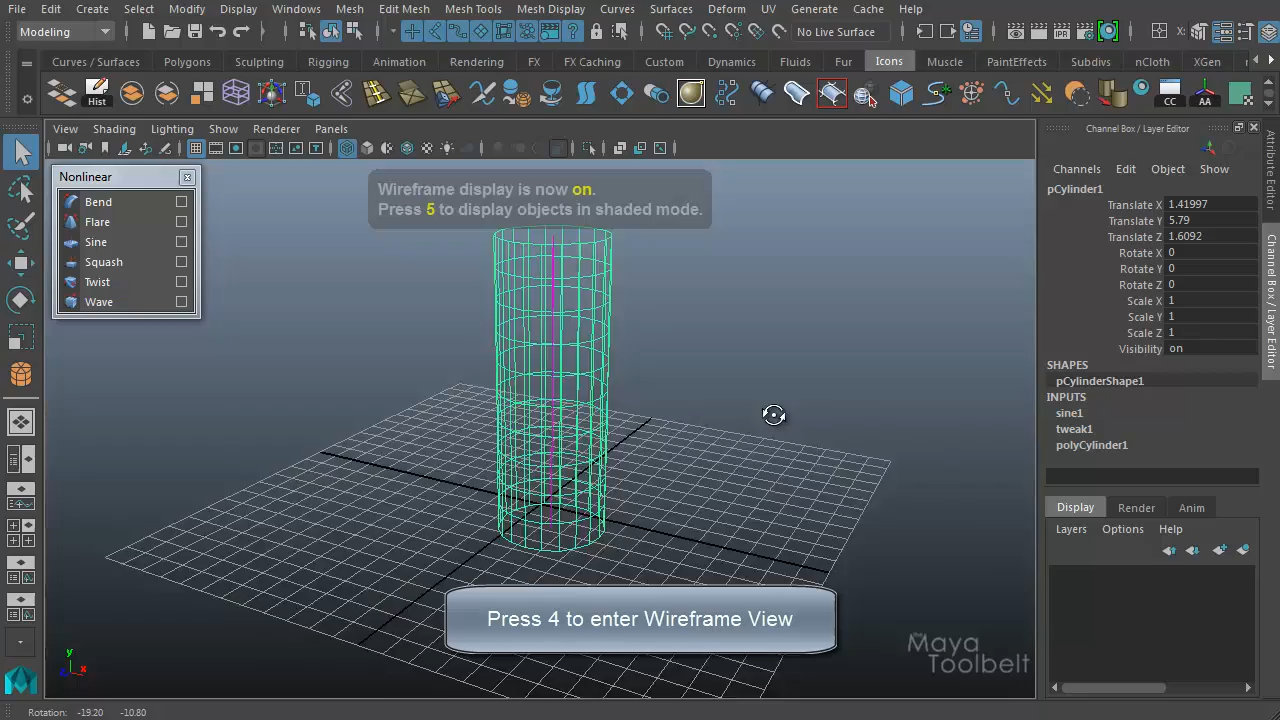 File Edit Create Select Modify Display Windows Mesh Edit Mesh Mesh Tools Mesh Display Curves Surfaces Deform UV Generate Cache Help
Modeling
No Live Surface
X:
Curves / Surfaces Polygons Sculpting Rigging Animation Rendering FX FX Caching Custom Dynamics Fluids Fur Icons Muscle PaintEffects Subdivs nCloth XGen
Hist
CC
AA
IPR
View Shading Lighting Show Renderer Panels
Channel Box / Layer Editor
Attribute Editor
Channel Box / Layer Editor
Nonlinear
Bend
Flare
Sine
Squash
Twist
Wave
Wireframe display is now on.
Press 5 to display objects in shaded mode.
Channels Edit Object Show
pCylinder1
Translate X 1.41997
Translate Y 5.79
Translate Z 1.6092
Rotate X 0
Rotate Y 0
Rotate Z 0
Scale X 1
Scale Y 1
Scale Z 1
Visibility on
SHAPES
pCylinderShape1
INPUTS
sine1
tweak1
polyCylinder1
Display Render Anim
Layers Options Help
Press 4 to enter Wireframe View
Maya
Toolbelt
y
z x
Rotation: -19.20 -10.80